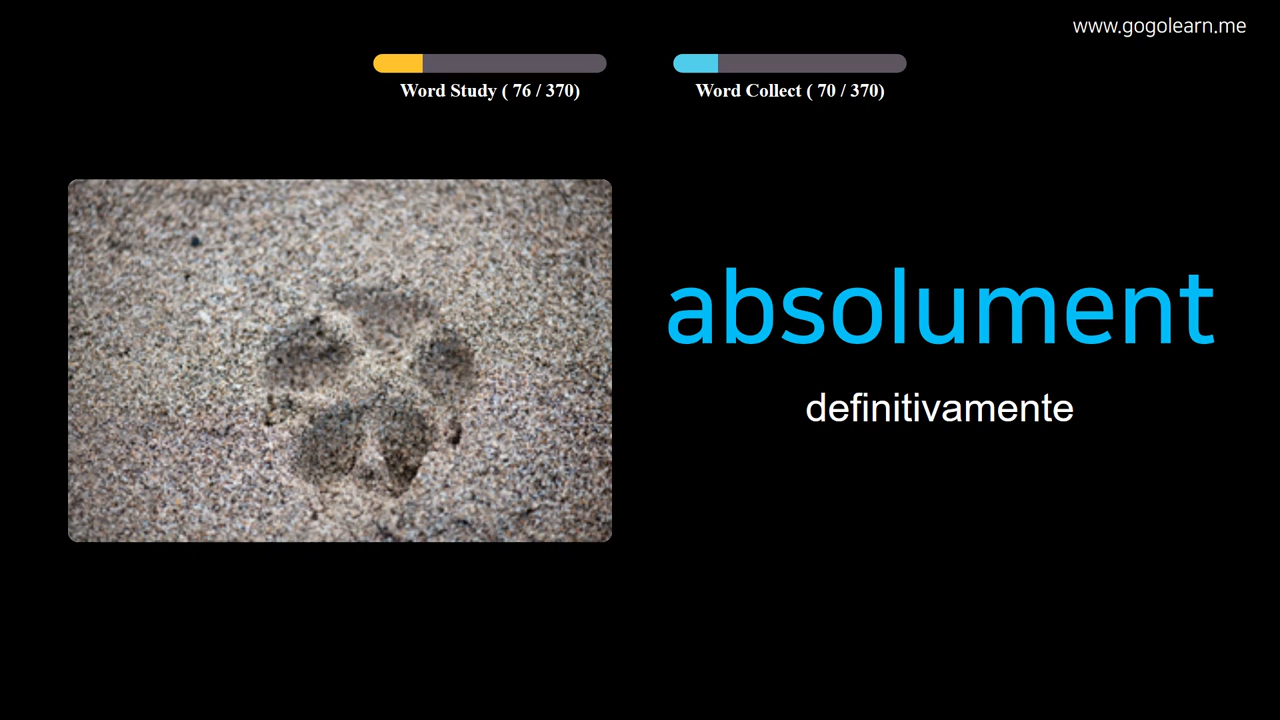 www.gogolearn.me
Word Study ( 76 / 370)
Word Collect ( 70 / 370)
absolument
definitivamente